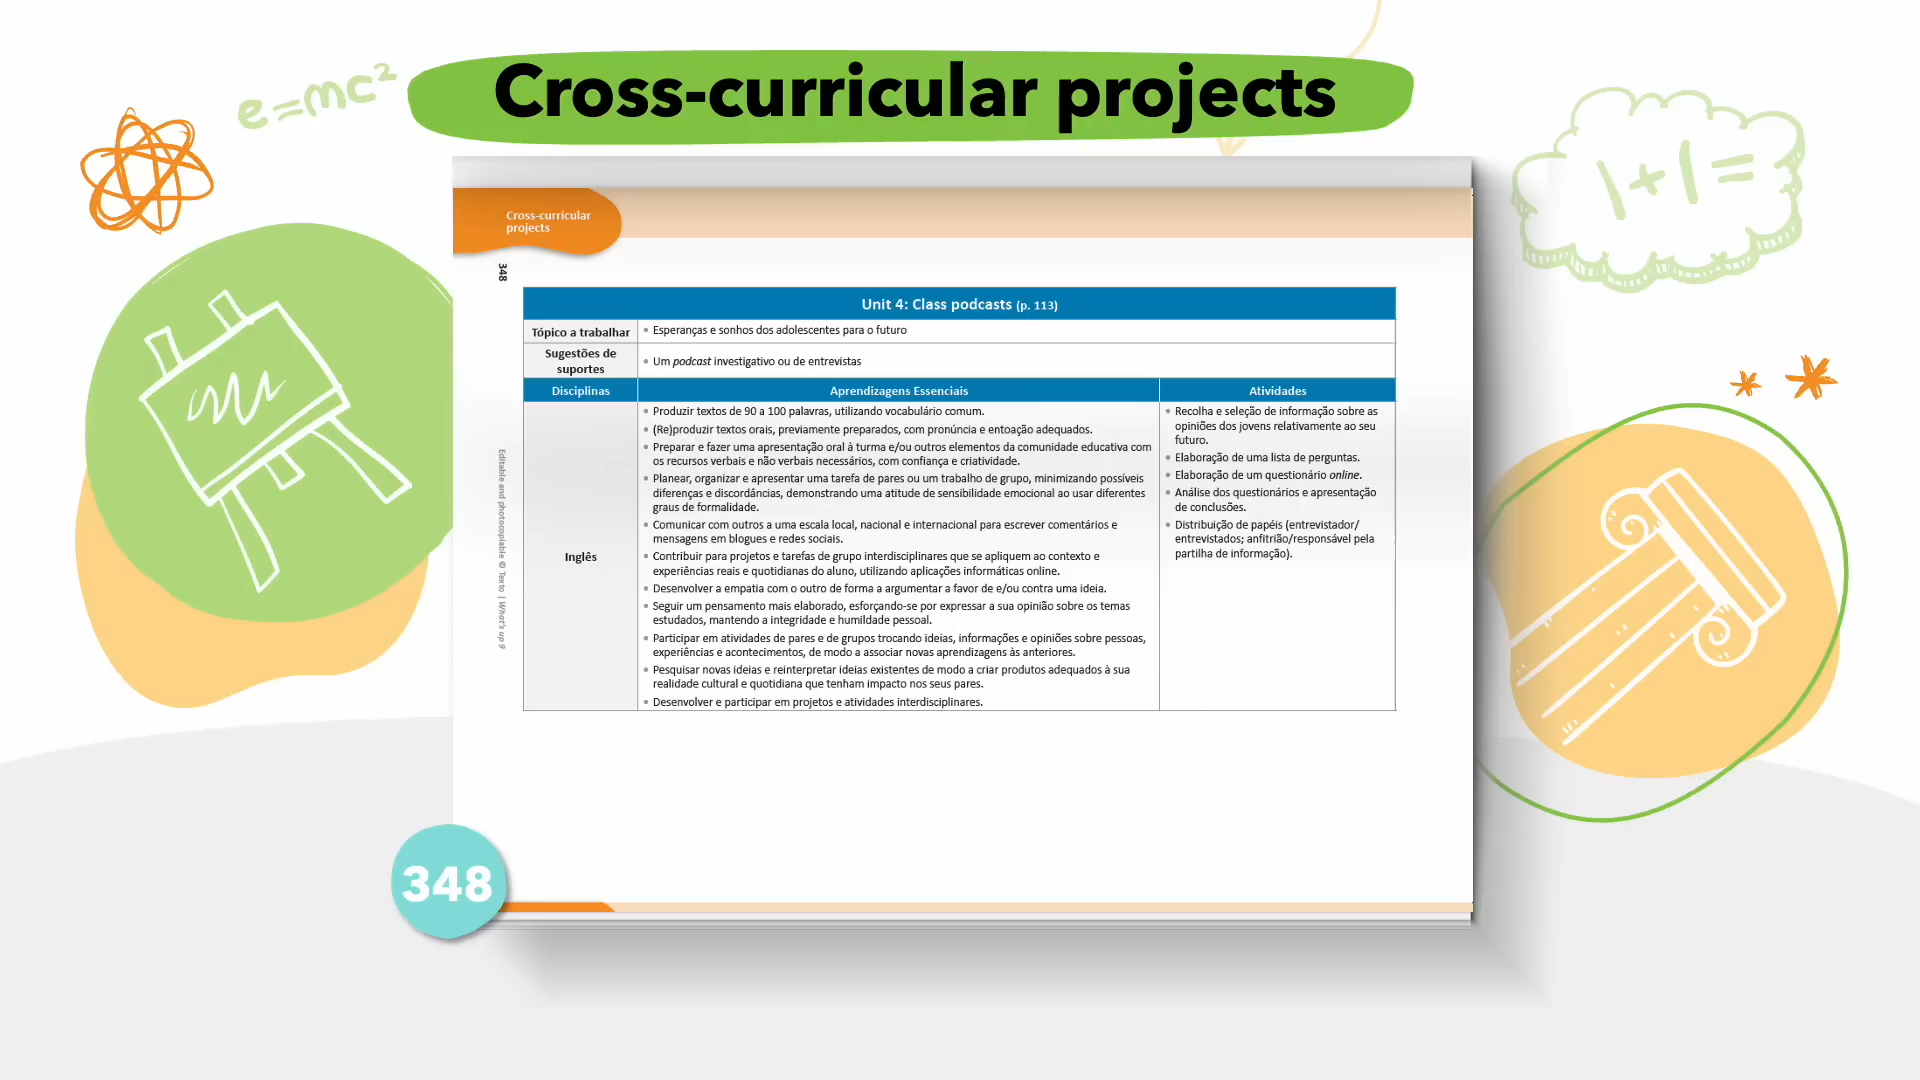 e=mc²
Cross-curricular projects
1+1=
Cross-curricular
projects
348
Unit 4: Class podcasts (p. 113)
Tópico a trabalhar
• Esperanças e sonhos dos adolescentes para o futuro
Sugestões de
suportes
• Um podcast investigativo ou de entrevistas
Disciplinas
Aprendizagens Essenciais
Atividades
Inglês
• Produzir textos de 90 a 100 palavras, utilizando vocabulário comum.
• (Re)produzir textos orais, previamente preparados, com pronúncia e entoação adequados.
• Preparar e fazer uma apresentação oral à turma e/ou outros elementos da comunidade educativa com
os recursos verbais e não verbais necessários, com confiança e criatividade.
• Planear, organizar e apresentar uma tarefa de pares ou um trabalho de grupo, minimizando possíveis
diferenças e discordâncias, demonstrando uma atitude de sensibilidade emocional ao usar diferentes
graus de formalidade.
• Comunicar com outros a uma escala local, nacional e internacional para escrever comentários e
mensagens em blogues e redes sociais.
• Contribuir para projetos e tarefas de grupo interdisciplinares que se apliquem ao contexto e
experiências reais e quotidianas do aluno, utilizando aplicações informáticas online.
• Desenvolver a empatia com o outro de forma a argumentar a favor de e/ou contra uma ideia.
• Seguir um pensamento mais elaborado, esforçando-se por expressar a sua opinião sobre os temas
estudados, mantendo a integridade e humildade pessoal.
• Participar em atividades de pares e de grupos trocando ideias, informações e opiniões sobre pessoas,
experiências e acontecimentos, de modo a associar novas aprendizagens às anteriores.
• Pesquisar novas ideias e reinterpretar ideias existentes de modo a criar produtos adequados à sua
realidade cultural e quotidiana que tenham impacto nos seus pares.
• Desenvolver e participar em projetos e atividades interdisciplinares.
• Recolha e seleção de informação sobre as
opiniões dos jovens relativamente ao seu
futuro.
• Elaboração de uma lista de perguntas.
• Elaboração de um questionário online.
• Análise dos questionários e apresentação
de conclusões.
• Distribuição de papéis (entrevistador/
entrevistados; anfitrião/responsável pela
partilha de informação).
Editable and photocopiable © Texto | What's up 9
348